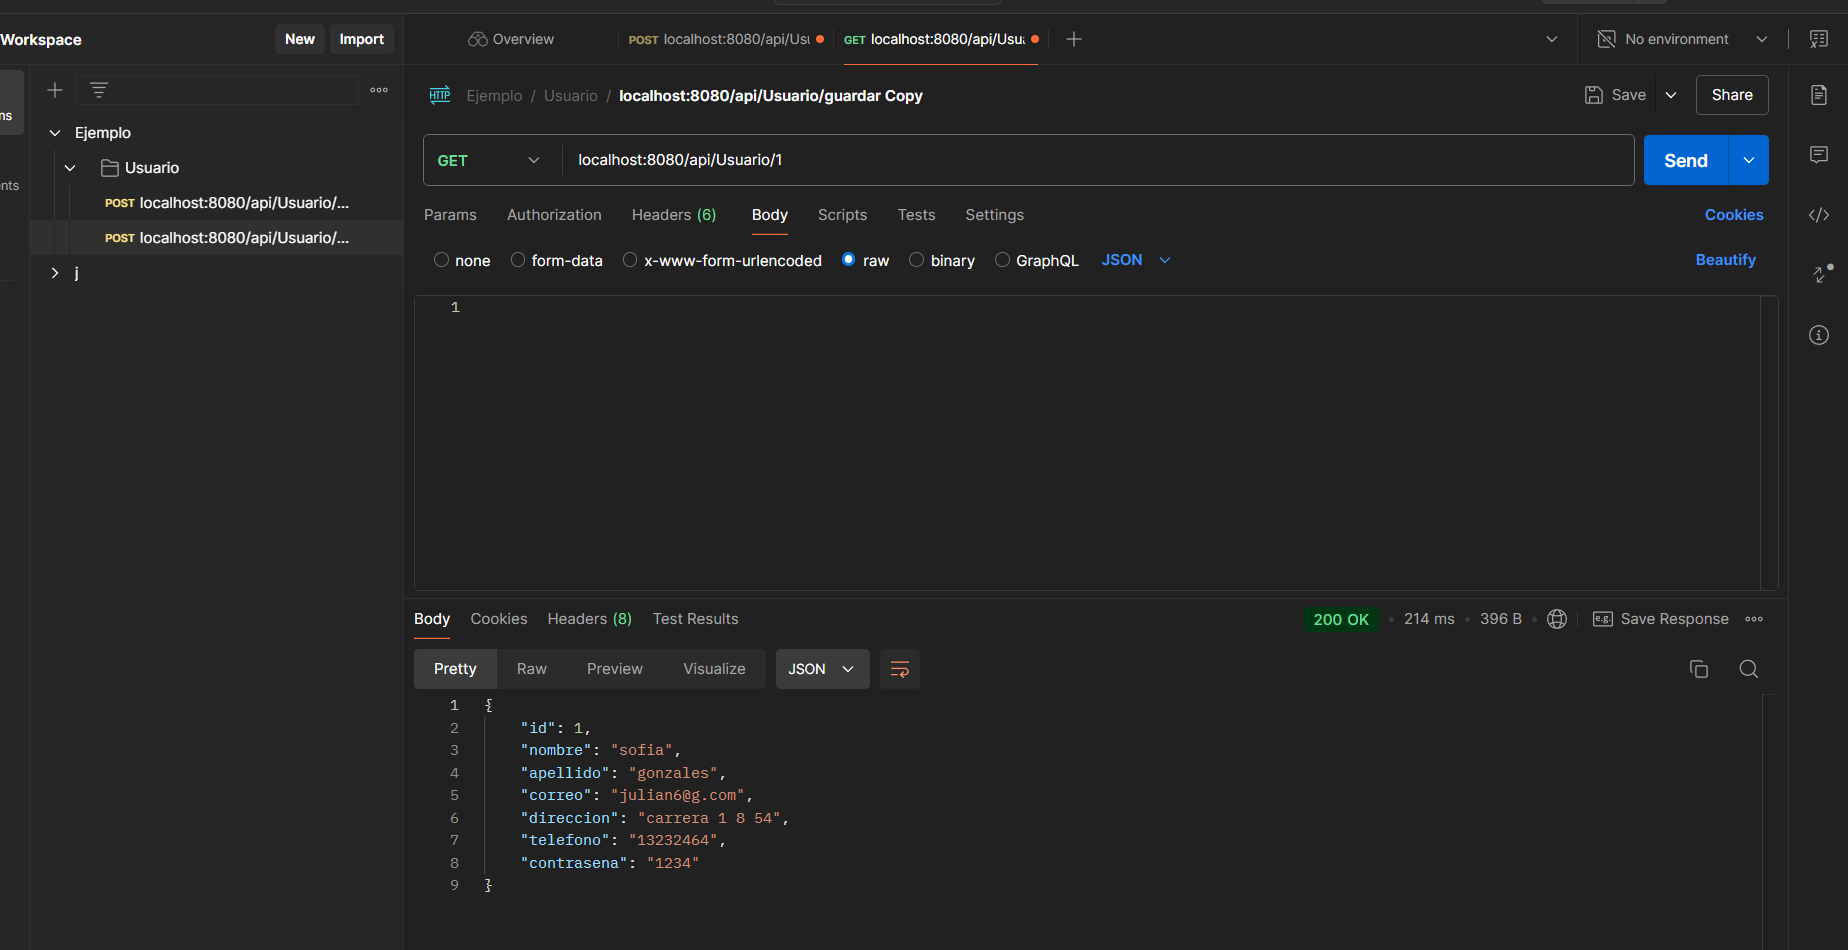 Workspace
New
Import
Overview
POST localhost:8080/api/Usu
GET localhost:8080/api/Usu
No environment
ns
nts
Ejemplo
Usuario
POST localhost:8080/api/Usuario/...
POST localhost:8080/api/Usuario/...
j
HTTP Ejemplo / Usuario / localhost:8080/api/Usuario/guardar Copy
Save
Share
GET
localhost:8080/api/Usuario/1
Send
Params
Authorization
Headers (6)
Body
Scripts
Tests
Settings
Cookies
none
form-data
x-www-form-urlencoded
raw
binary
GraphQL
JSON
Beautify
1
Body
Cookies
Headers (8)
Test Results
200 OK • 214 ms • 396 B •
e.g. Save Response
Pretty
Raw
Preview
Visualize
JSON
1 {
2 "id": 1,
3 "nombre": "sofia",
4 "apellido": "gonzales",
5 "correo": "julian6@g.com",
6 "direccion": "carrera 1 8 54",
7 "telefono": "13232464",
8 "contrasena": "1234"
9 }